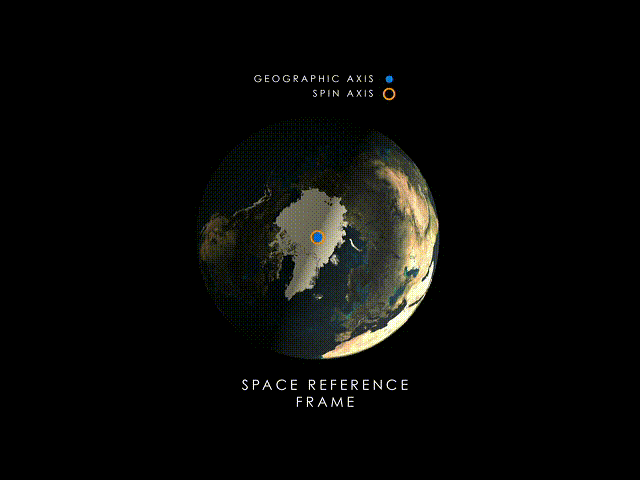 GEOGRAPHIC AXIS
SPIN AXIS
SPACE REFERENCE
FRAME